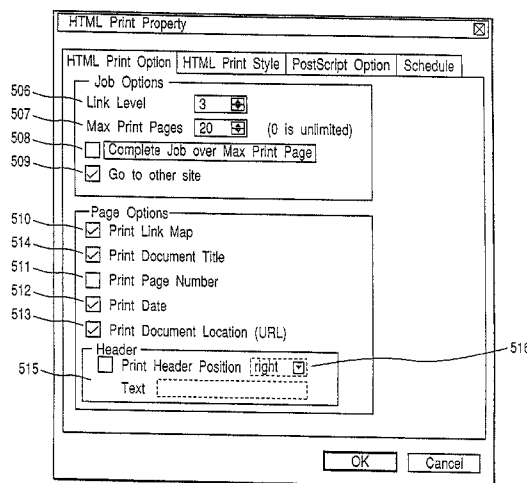 HTML Print Property
HTML Print Option HTML Print Style PostScript Option Schedule
Job Options
506 Link Level 3
507 Max Print Pages 20 (0 is unlimited)
508 Complete Job over Max Print Page
509 Go to other site
Page Options
510 Print Link Map
514 Print Document Title
511 Print Page Number
512 Print Date
513 Print Document Location (URL)
Header
515 Print Header Position right 516
Text
OK Cancel